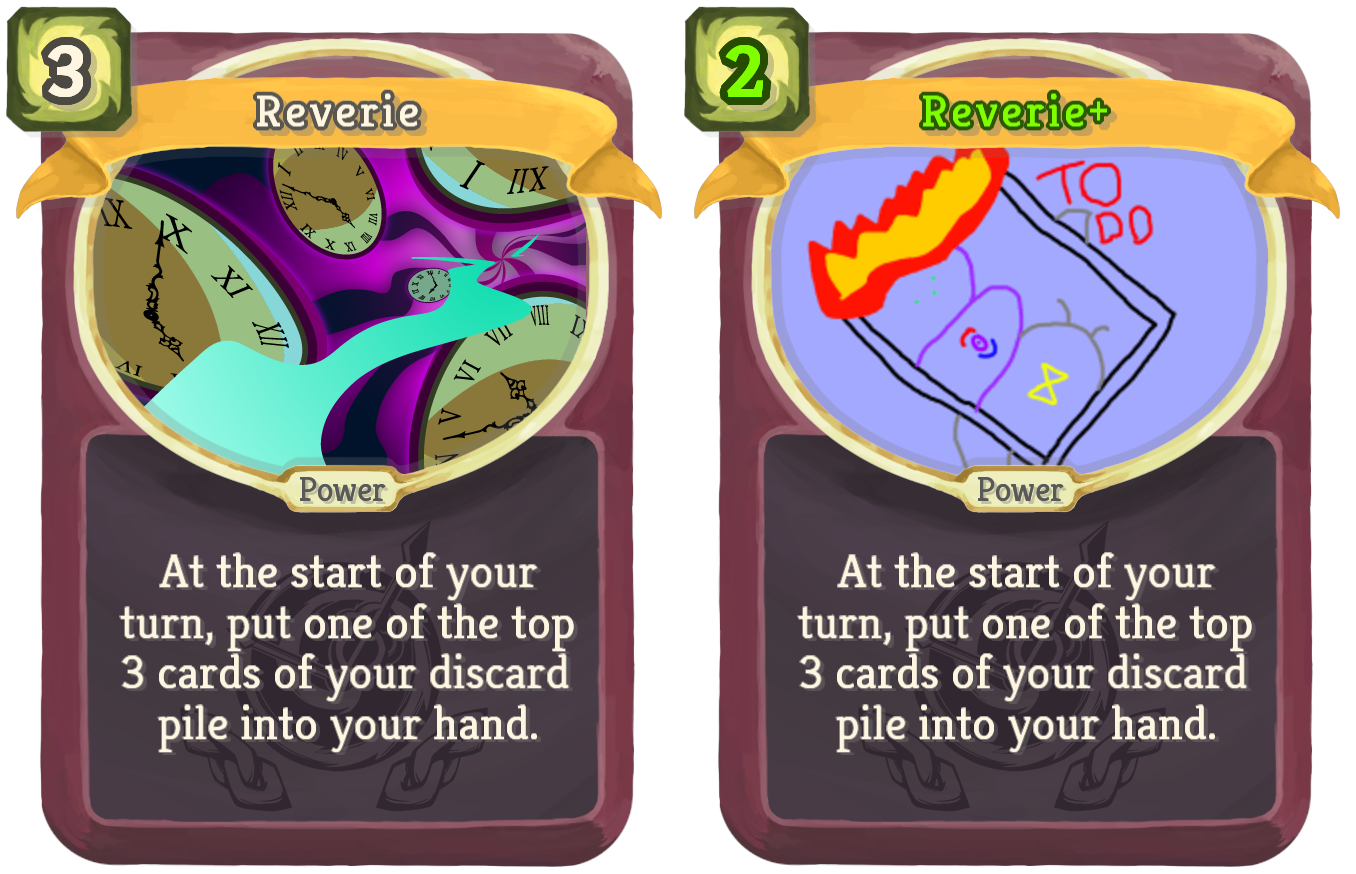 3
Reverie
Power
At the start of your
turn, put one of the top
3 cards of your discard
pile into your hand.
2
Reverie+
TO
DO
Power
At the start of your
turn, put one of the top
3 cards of your discard
pile into your hand.